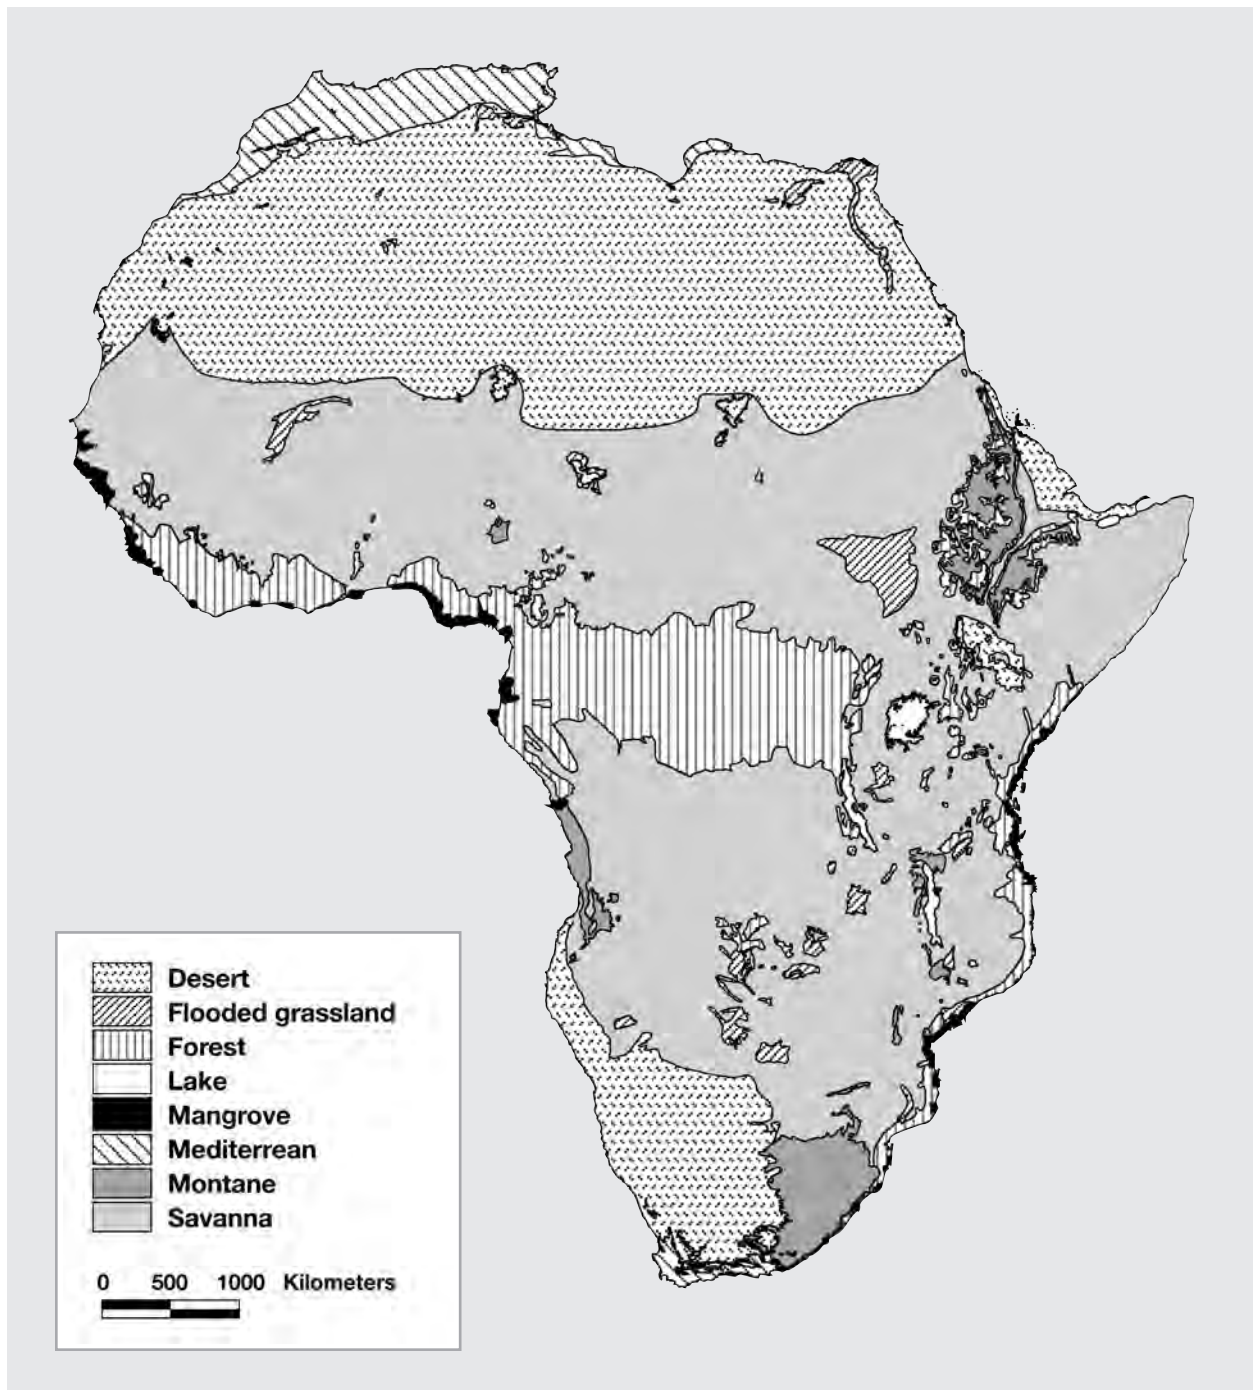 Desert
Flooded grassland
Forest
Lake
Mangrove
Mediterrean
Montane
Savanna
0 500 1000 Kilometers